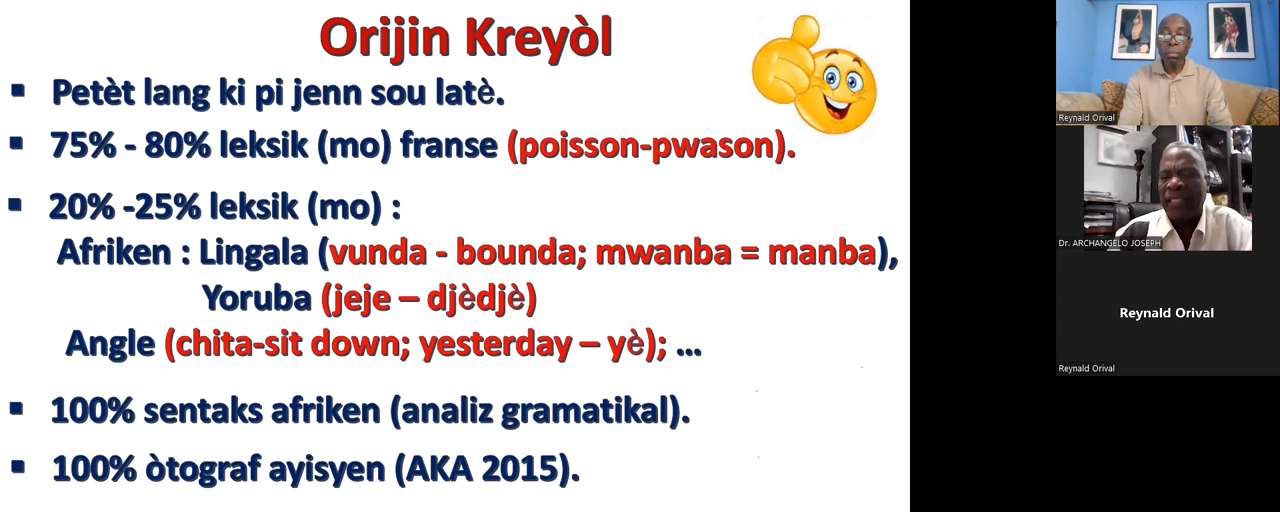 Orijin Kreyòl
▪ Petèt lang ki pi jenn sou latè.
▪ 75% - 80% leksik (mo) franse (poisson-pwason).
▪ 20% -25% leksik (mo) :
Afriken : Lingala (vunda - bounda; mwanba = manba),
Yoruba (jeje – djèdjè)
Angle (chita-sit down; yesterday – yè); ...
▪ 100% sentaks afriken (analiz gramatikal).
▪ 100% òtograf ayisyen (AKA 2015).
Reynald Orival
Dr. ARCHANGELO JOSEPH
Reynald Orival
Reynald Orival